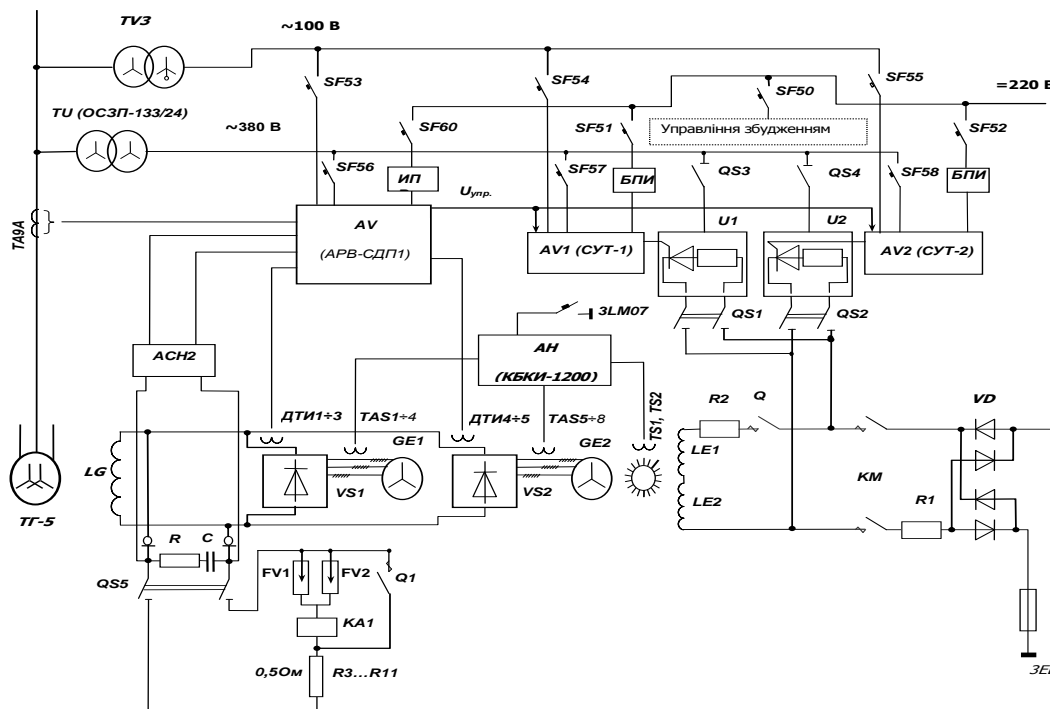 TV3
~100 В
SF53
SF54
SF55
=220 В
TU (ОСЗП-133/24)
~380 В
SF60
SF51
SF50
SF52
Управління збудженням
SF56
ИП
SF57
БПИ
QS3
QS4
SF58
БПИ
Uупр.
TA9A
AV
(АРВ-СДП1)
AV1 (СУТ-1)
U1
U2
AV2 (СУТ-2)
QS1
QS2
3LM07
АСН2
АН
(КБКИ-1200)
ДТИ1÷3
TAS1÷4
ДТИ4÷5
TAS5÷8
TS1, TS2
R2
Q
VD
LG
GE1
GE2
LE1
VS1
VS2
LE2
KM
R1
ТГ-5
R
C
QS5
FV1
FV2
Q1
KA1
0,5Ом
R3...R11
ЗЕ